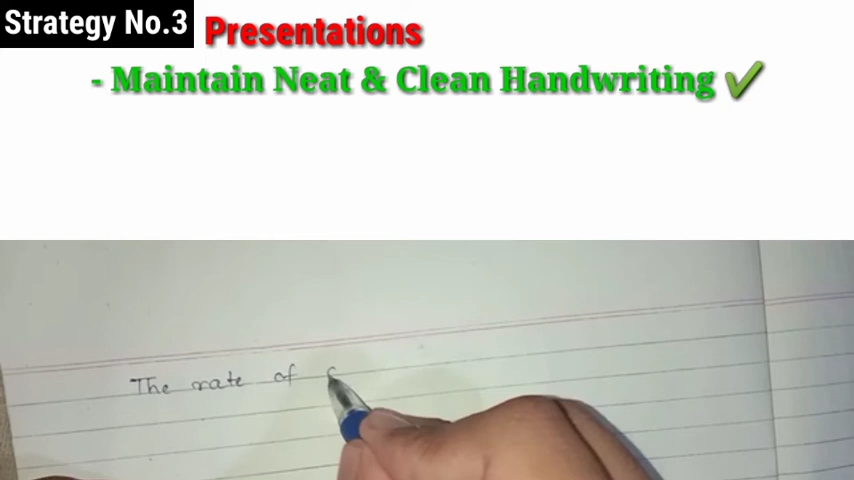 Strategy No.3
Presentations
- Maintain Neat & Clean Handwriting ✔
The rate of